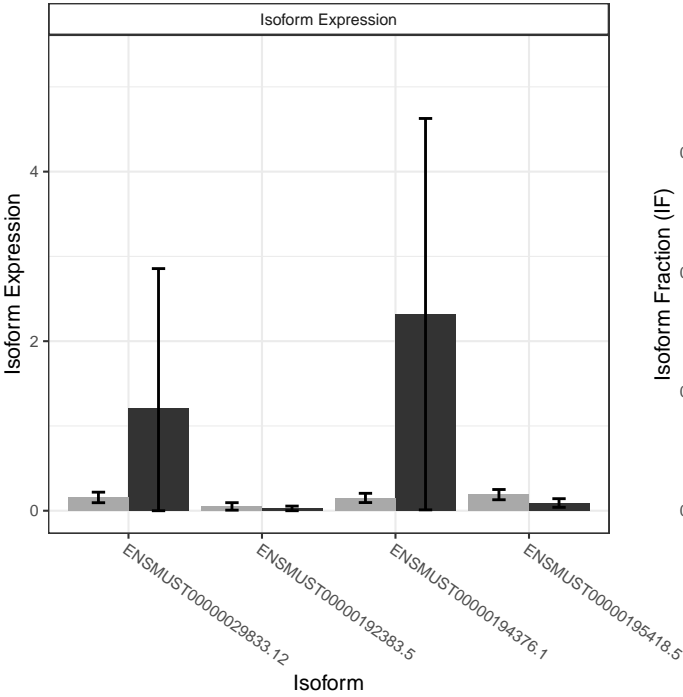 Isoform Expression
Isoform Expression
4
2
0
ENSMUST00000029833.12
ENSMUST00000192383.5
ENSMUST00000194376.1
ENSMUST00000195418.5
Isoform
Isoform Fraction (IF)